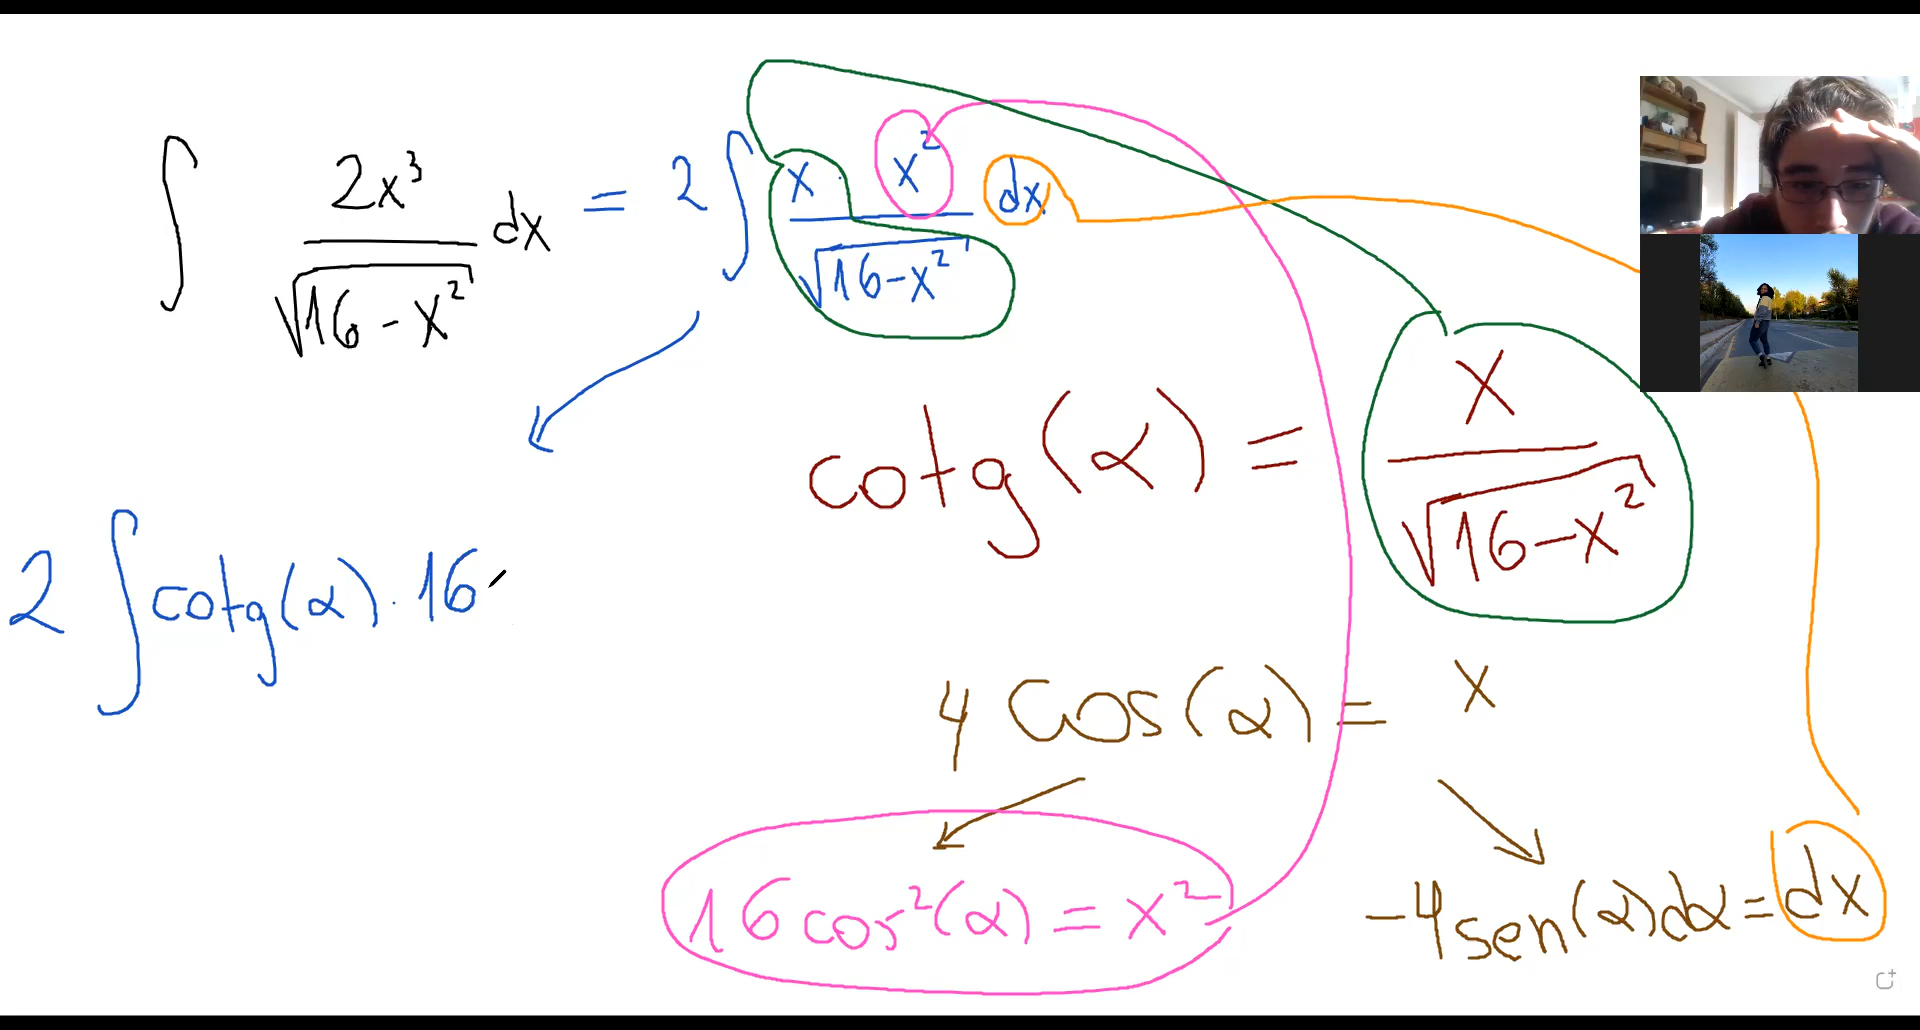 ∫ 2x³ / √(16-x²) dx = 2 ∫ x x² / √(16-x²) dx
cotg(α) = x / √(16-x²)
2 ∫ cotg(α) · 16
4 cos(α) = x
16 cos²(α) = x²
-4 sen(α) dα = dx